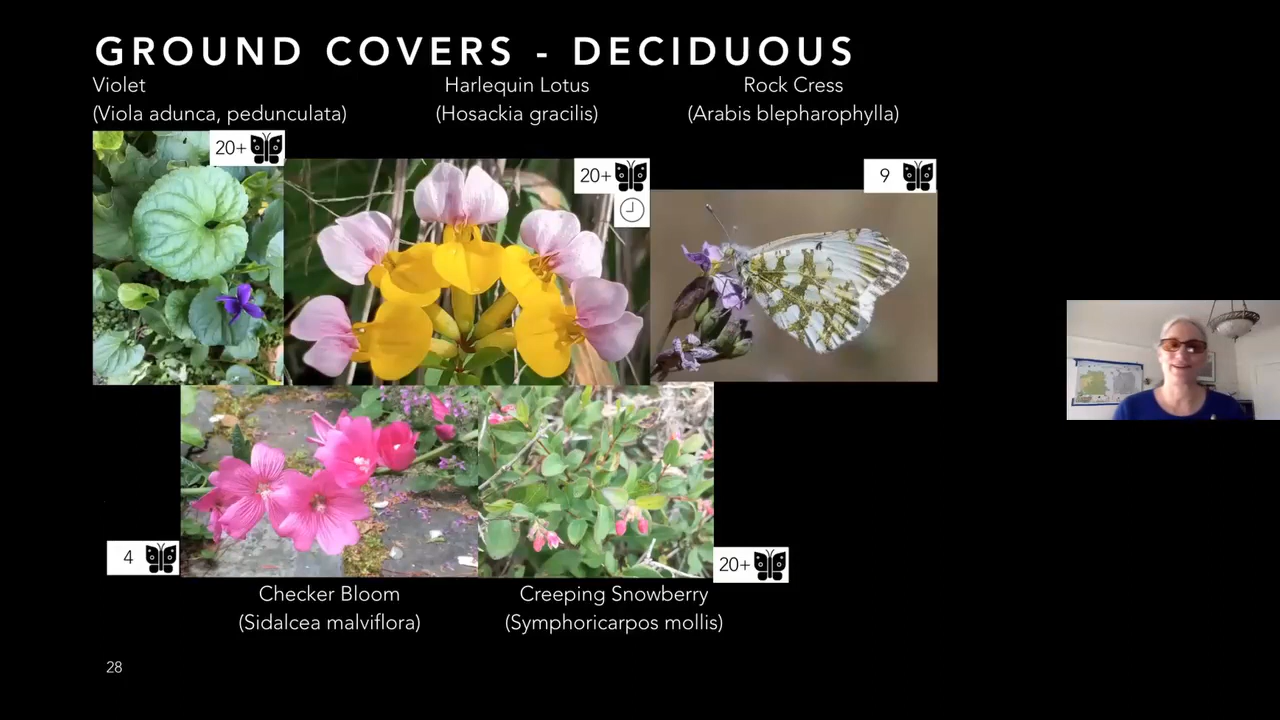 GROUND COVERS - DECIDUOUS
Violet
(Viola adunca, pedunculata)
Harlequin Lotus
(Hosackia gracilis)
Rock Cress
(Arabis blepharophylla)
20+
20+
9
4
20+
Checker Bloom
(Sidalcea malviflora)
Creeping Snowberry
(Symphoricarpos mollis)
28